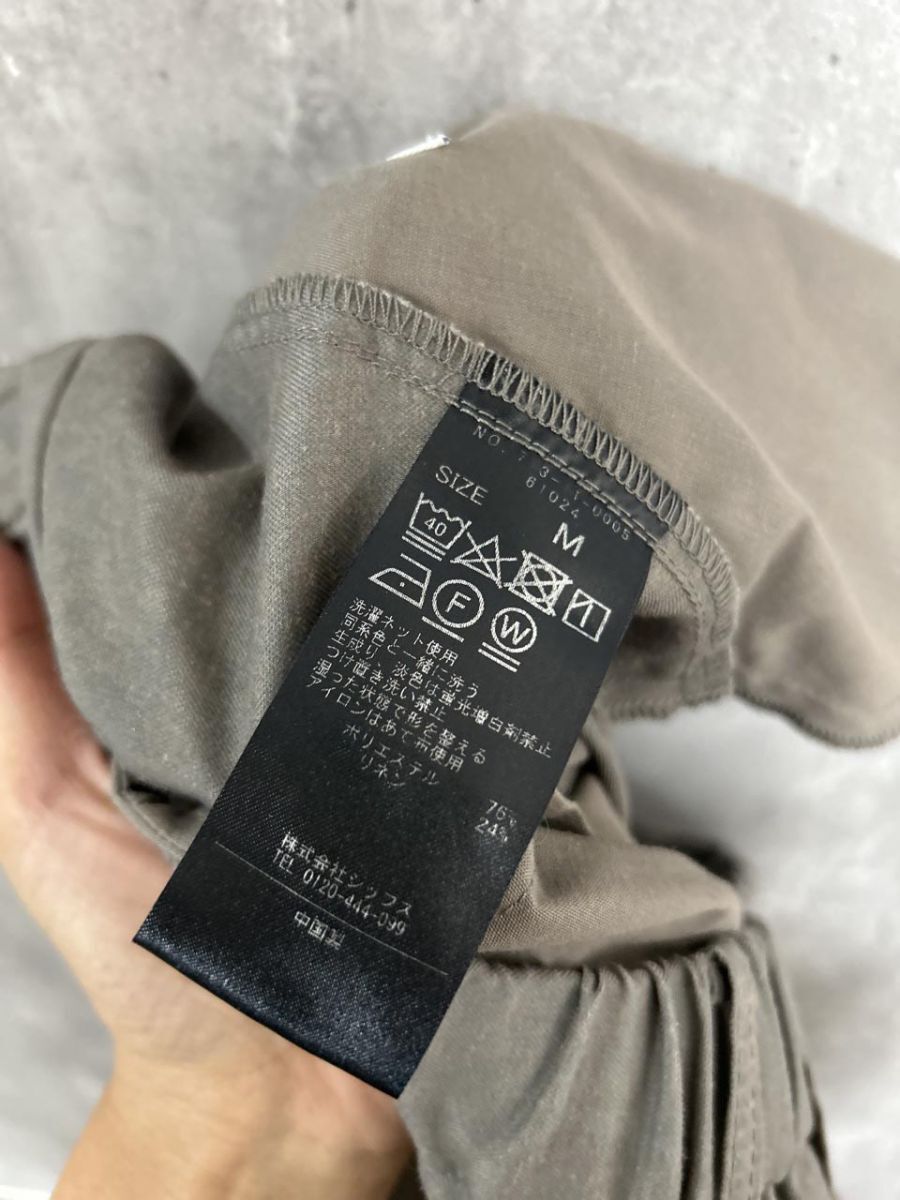 61024
SIZE M
40
F W
洗濯ネット使用
同系色と一緒に洗う
生成り、淡色は蛍光増白剤禁止
つけ置き洗い禁止
湿った状態で形を整える
アイロンはあて布使用
ポリエステル 76%
リネン 24%
株式会社シップス
TEL 0120-444-099
中国製